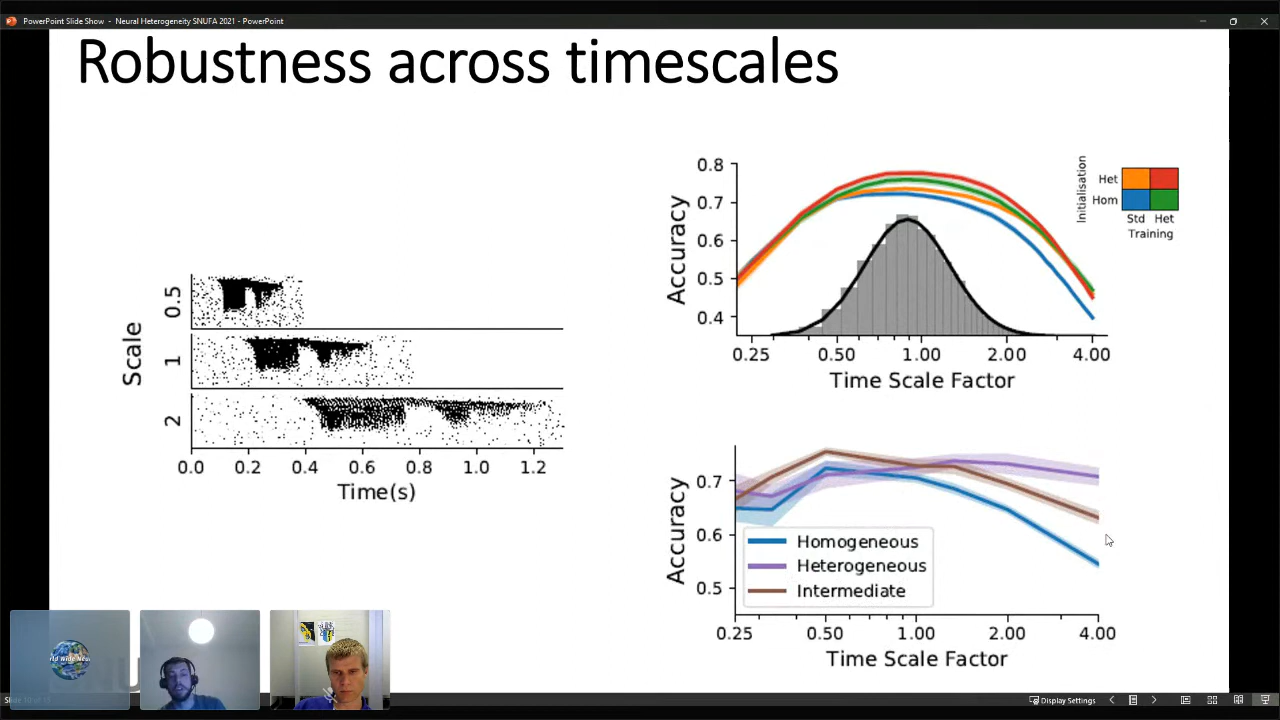 PowerPoint Slide Show - Neural Heterogeneity SNUFA 2021 - PowerPoint
Robustness across timescales
Scale
0.5
1
2
0.0 0.2 0.4 0.6 0.8 1.0 1.2
Time(s)
Accuracy
0.8
0.7
0.6
0.5
0.4
0.25 0.50 1.00 2.00 4.00
Time Scale Factor
Initialisation
Het
Hom
Std Het
Training
Accuracy
0.7
0.6
0.5
Homogeneous
Heterogeneous
Intermediate
0.25 0.50 1.00 2.00 4.00
Time Scale Factor
Display Settings